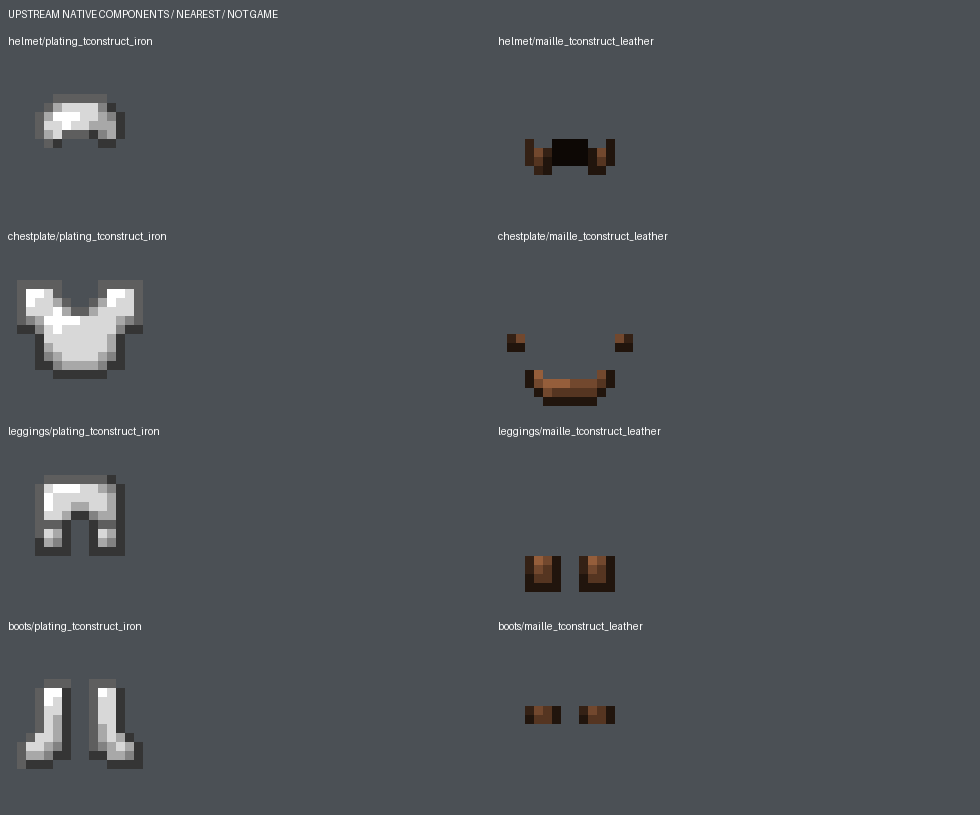 UPSTREAM NATIVE COMPONENTS / NEAREST / NOT GAME
helmet/plating_tconstruct_iron
helmet/maille_tconstruct_leather
chestplate/plating_tconstruct_iron
chestplate/maille_tconstruct_leather
leggings/plating_tconstruct_iron
leggings/maille_tconstruct_leather
boots/plating_tconstruct_iron
boots/maille_tconstruct_leather